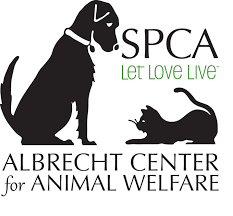 SPCA
LET LOVE LIVE™
ALBRECHT CENTER
for ANIMAL WELFARE